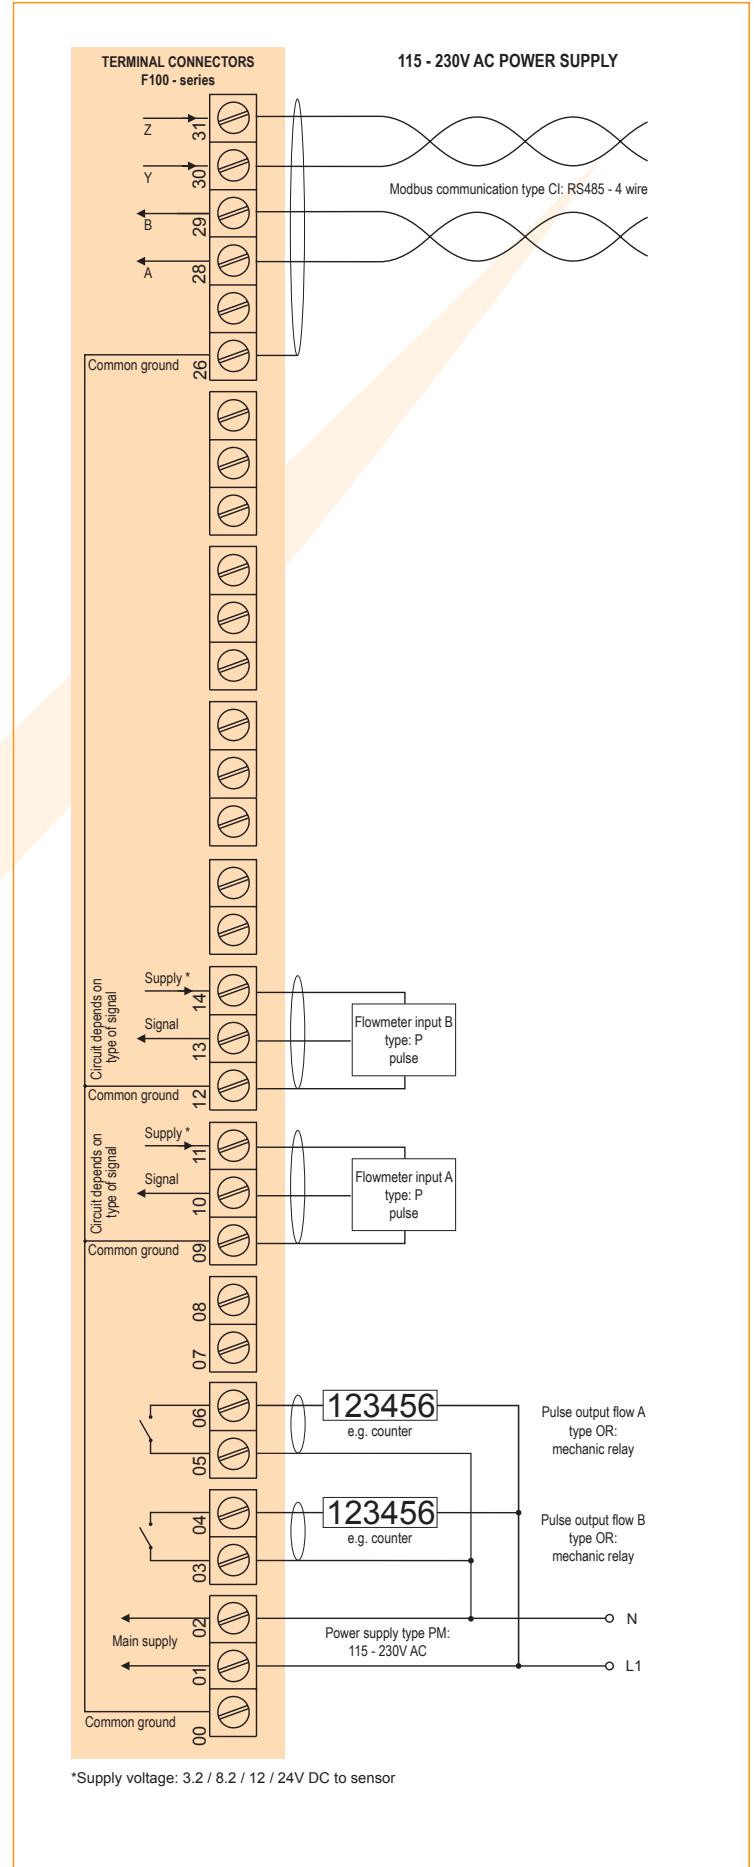 TERMINAL CONNECTORS
F100 - series
115 - 230V AC POWER SUPPLY
Z
31
Y
30
Modbus communication type CI: RS485 - 4 wire
B
29
A
28
Common ground
26
Circuit depends on
type of signal
Supply *
14
Signal
13
Flowmeter input B
type: P
pulse
Common ground
12
Circuit depends on
type of signal
Supply *
11
Signal
10
Flowmeter input A
type: P
pulse
Common ground
09
08
07
06
123456
e.g. counter
05
Pulse output flow A
type OR:
mechanic relay
04
123456
e.g. counter
03
Pulse output flow B
type OR:
mechanic relay
02
N
Main supply
Power supply type PM:
115 - 230V AC
01
L1
Common ground
00
*Supply voltage: 3.2 / 8.2 / 12 / 24V DC to sensor